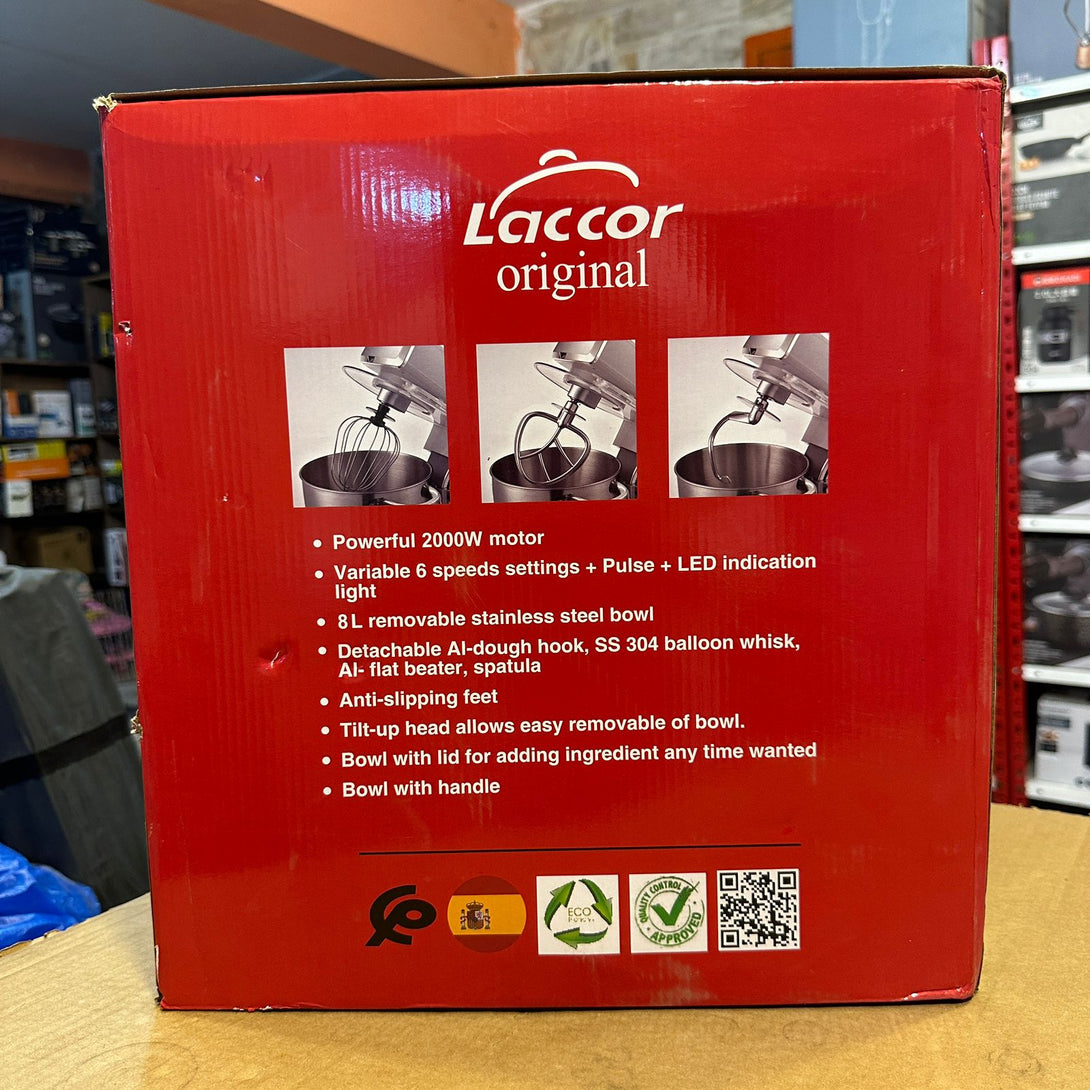 Laccor
original
• Powerful 2000W motor
• Variable 6 speeds settings + Pulse + LED indication
light
• 8L removable stainless steel bowl
• Detachable Al-dough hook, SS 304 balloon whisk,
Al- flat beater, spatula
• Anti-slipping feet
• Tilt-up head allows easy removable of bowl.
• Bowl with lid for adding ingredient any time wanted
• Bowl with handle
ECO
QUALITY CONTROL
APPROVED